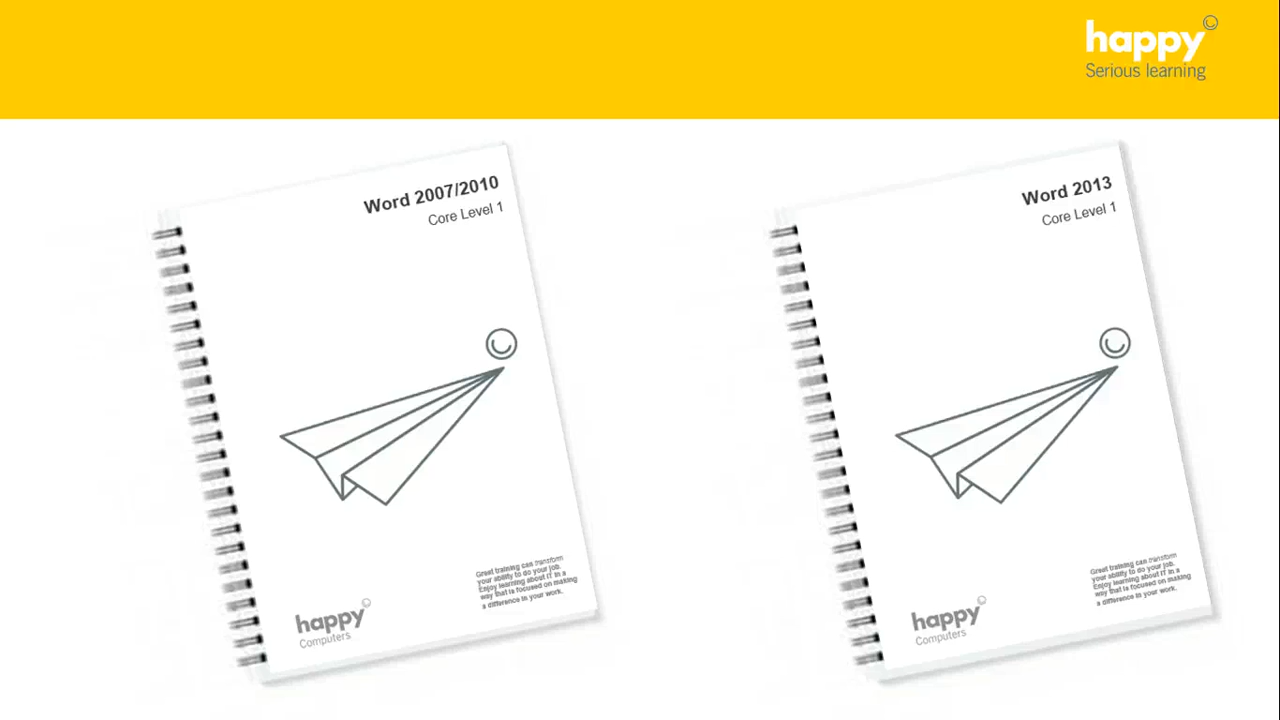 happy
Serious learning
Word 2007/2010
Core Level 1
Great training can transform
your ability to do your job.
Enjoy learning about IT in a
way that is focused on making
a difference in your work.
happy
Computers
Word 2013
Core Level 1
Great training can transform
your ability to do your job.
Enjoy learning about IT in a
way that is focused on making
a difference in your work.
happy
Computers